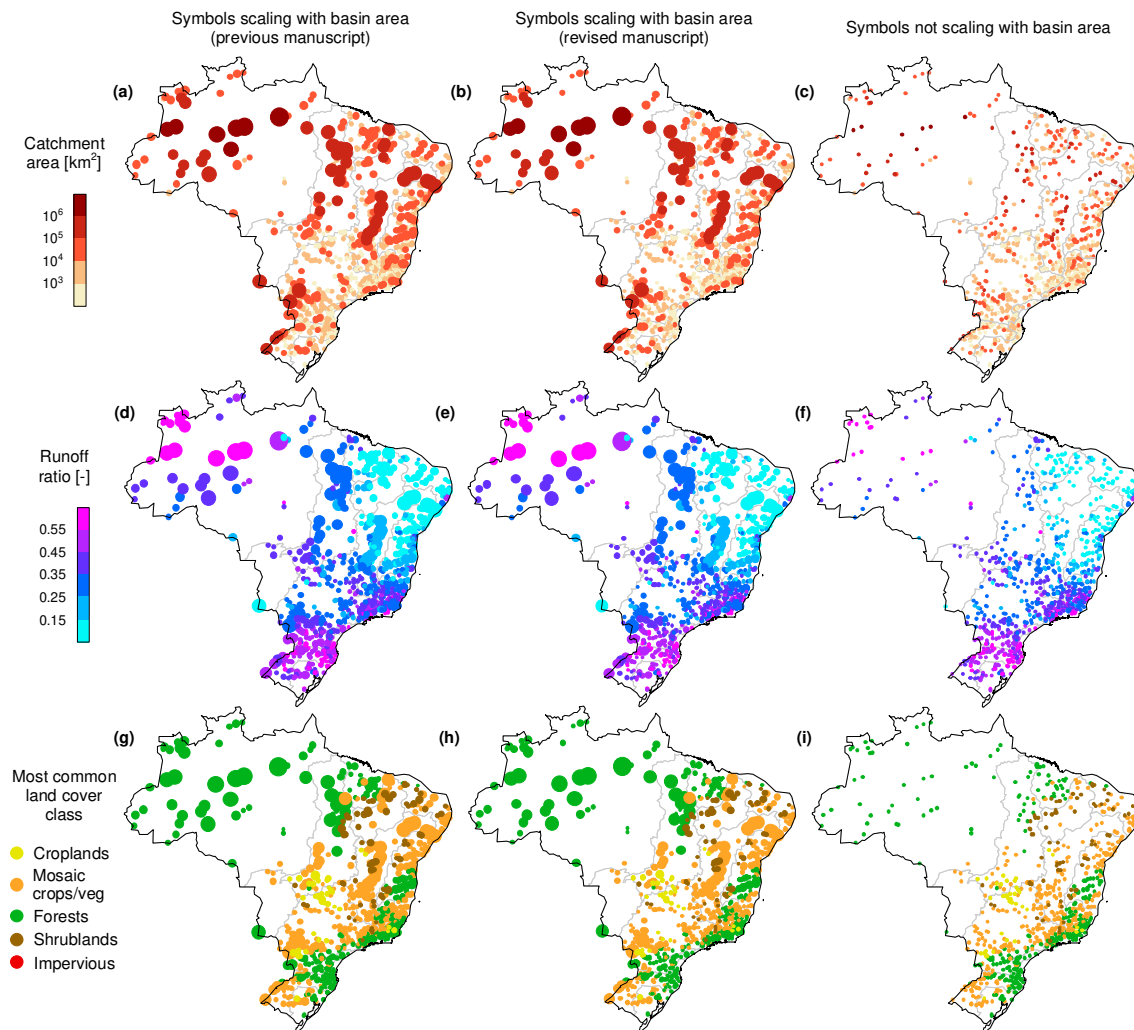 Symbols scaling with basin area
(previous manuscript)
Symbols scaling with basin area
(revised manuscript)
Symbols not scaling with basin area
(a)
(b)
(c)
Catchment
area [km²]
10⁶
10⁵
10⁴
10³
(d)
(e)
(f)
Runoff
ratio [-]
0.55
0.45
0.35
0.25
0.15
(g)
(h)
(i)
Most common
land cover
class
Croplands
Mosaic
crops/veg
Forests
Shrublands
Impervious